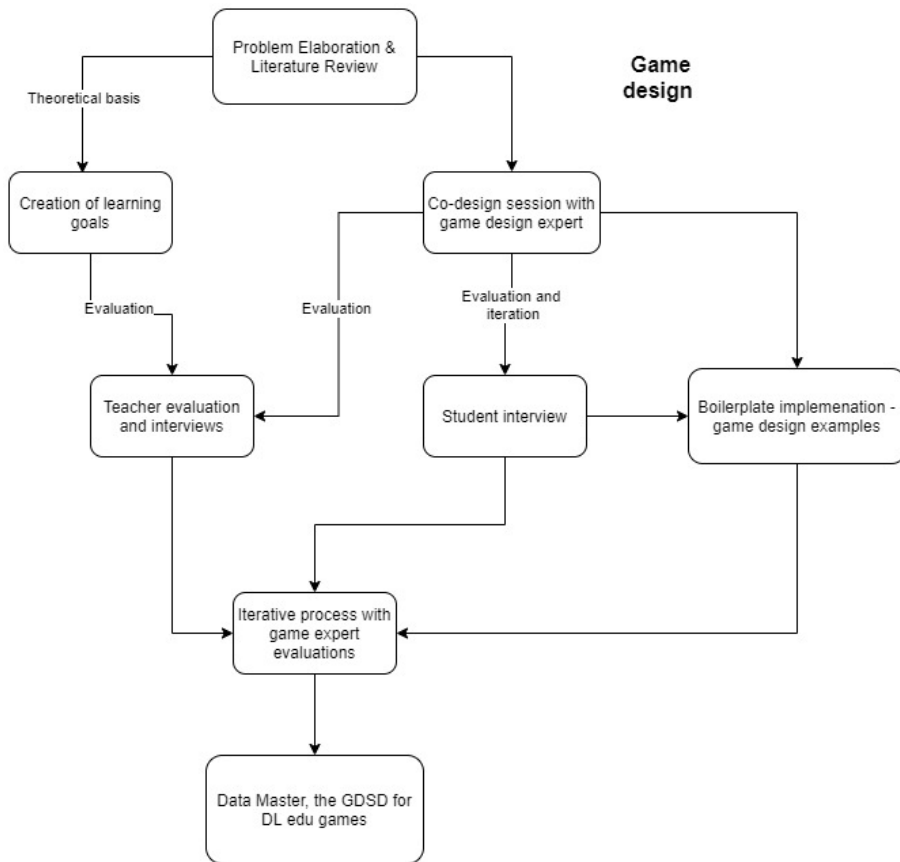 Problem Elaboration &
Literature Review
Game
design
Theoretical basis
Creation of learning
goals
Co-design session with
game design expert
Evaluation
Evaluation
Evaluation and
iteration
Teacher evaluation
and interviews
Student interview
Boilerplate implemenation -
game design examples
Iterative process with
game expert
evaluations
Data Master, the GDSD for
DL edu games